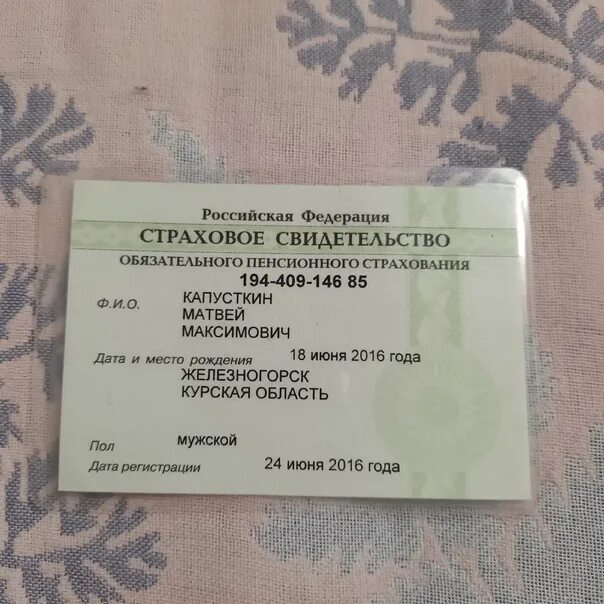 Российская Федерация
СТРАХОВОЕ СВИДЕТЕЛЬСТВО
ОБЯЗАТЕЛЬНОГО ПЕНСИОННОГО СТРАХОВАНИЯ
194-409-146 85
Ф.И.О. КАПУСТКИН
МАТВЕЙ
МАКСИМОВИЧ
Дата и место рождения 18 июня 2016 года
ЖЕЛЕЗНОГОРСК
КУРСКАЯ ОБЛАСТЬ
Пол мужской
Дата регистрации 24 июня 2016 года